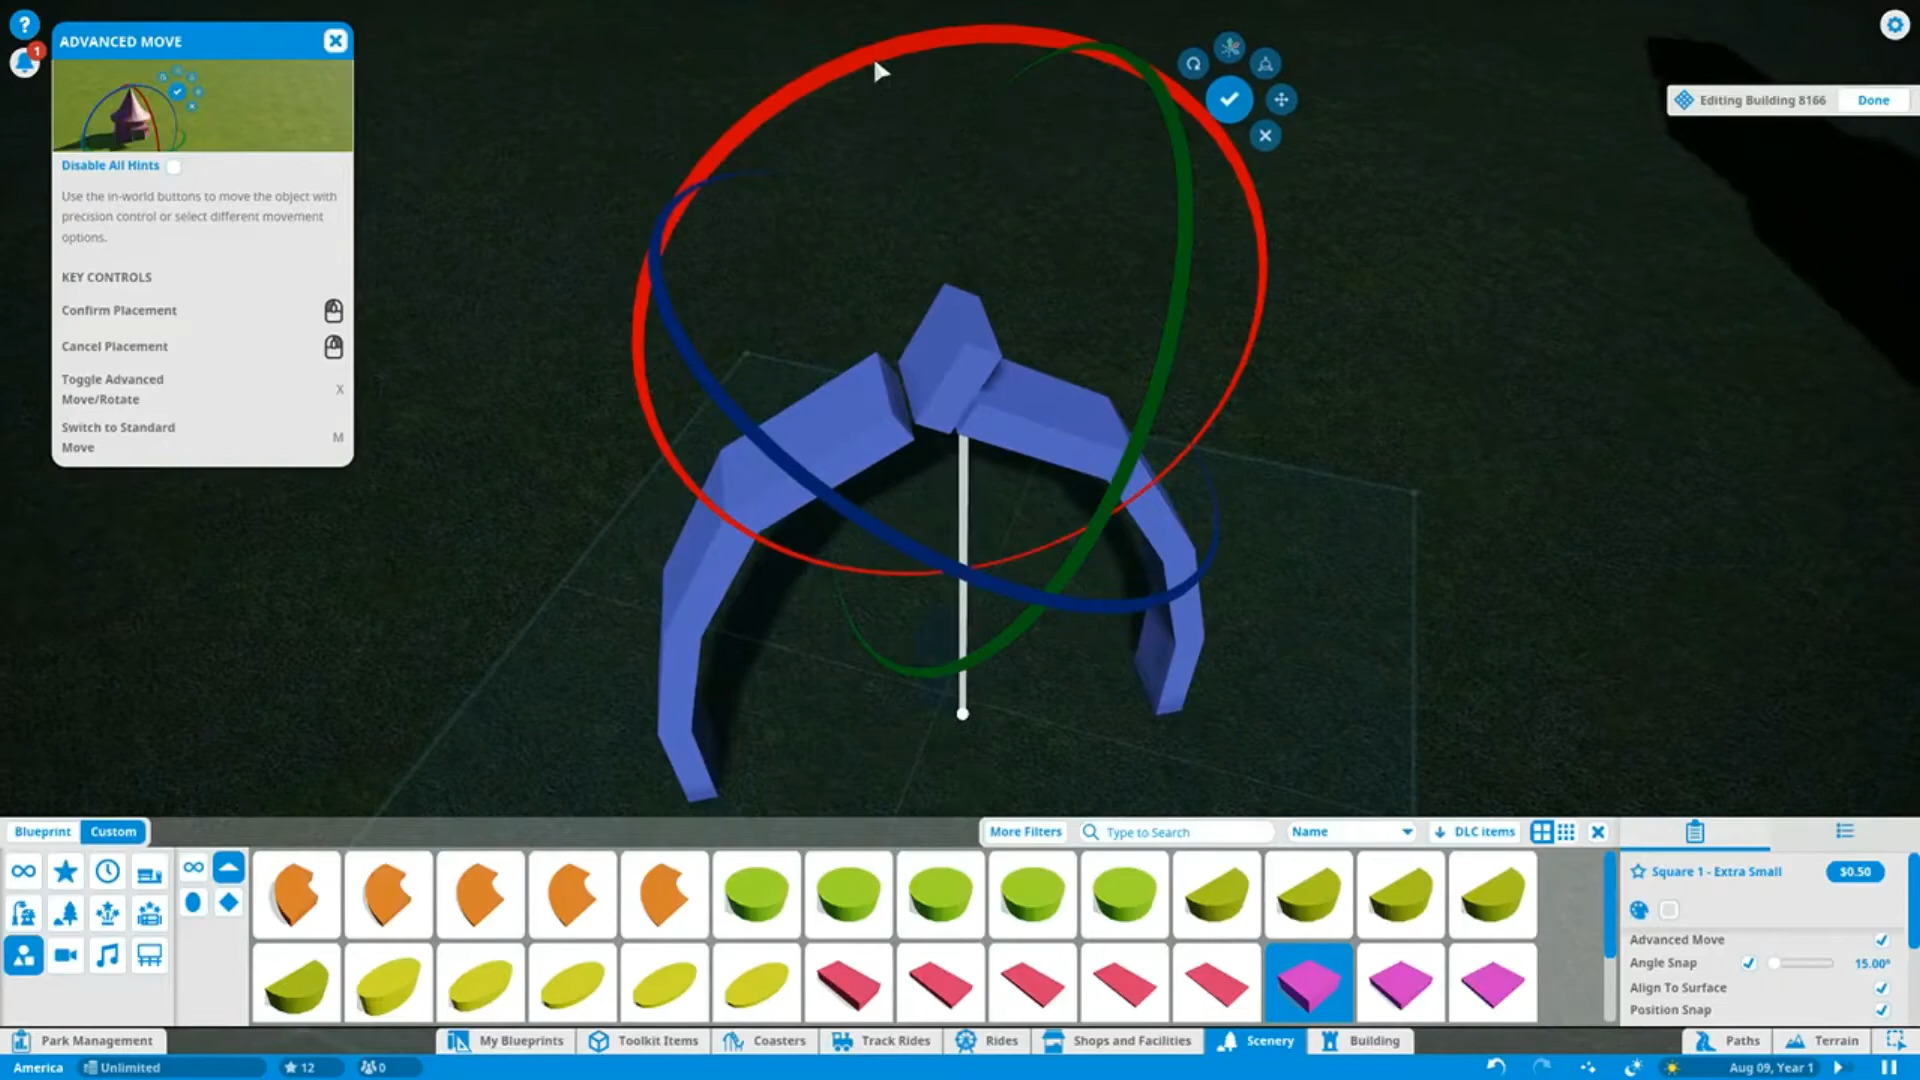 ?
1
ADVANCED MOVE
Disable All Hints
Use the in-world buttons to move the object with
precision control or select different movement
options.
KEY CONTROLS
Confirm Placement
Cancel Placement
Toggle Advanced
Move/Rotate
X
Switch to Standard
Move
M
Editing Building 8166
Done
Blueprint
Custom
More Filters
Type to Search
Name
DLC items
Square 1 - Extra Small
$0.50
Advanced Move
Angle Snap
15.00°
Align To Surface
Position Snap
Park Management
My Blueprints
Toolkit Items
Coasters
Track Rides
Rides
Shops and Facilities
Scenery
Building
Paths
Terrain
America
Unlimited
12
0
Aug 09, Year 1